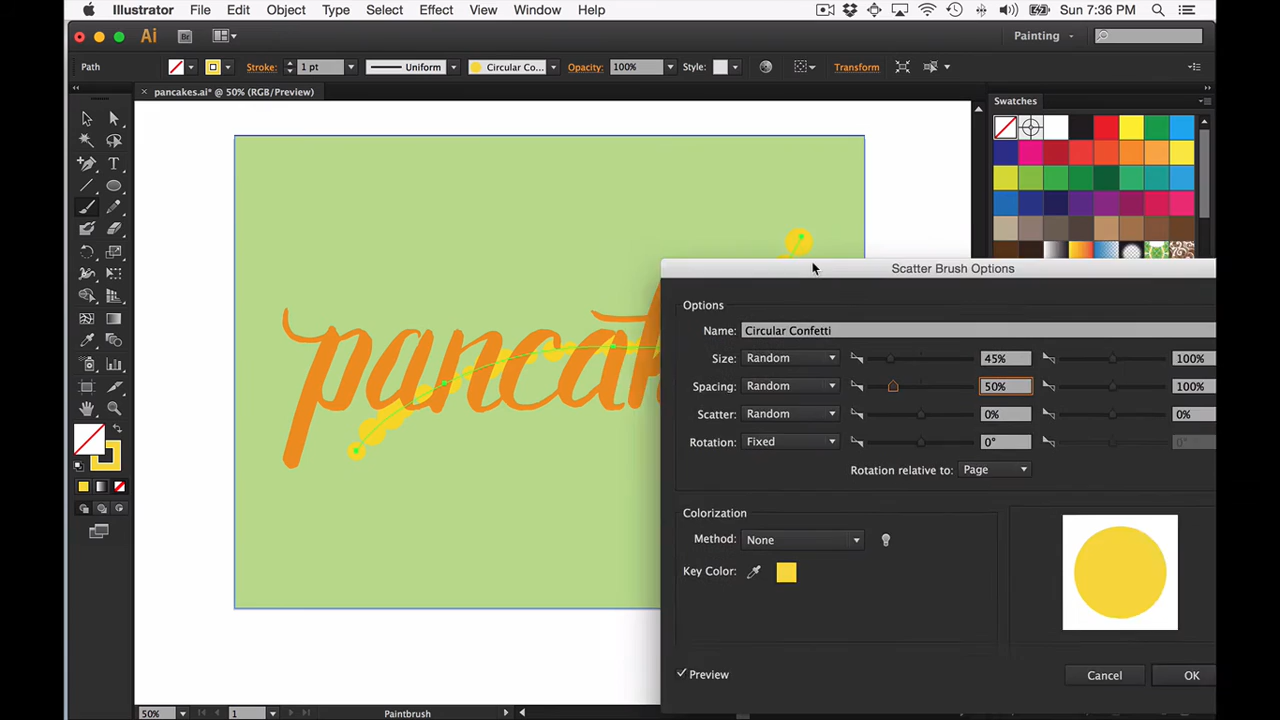 Illustrator File Edit Object Type Select Effect View Window Help Sun 7:36 PM
Ai Br Painting
Path Stroke: 1 pt Uniform Circular Co... Opacity: 100% Style: Transform
pancakes.ai* @ 50% (RGB/Preview)
Swatches
T
Scatter Brush Options
Options
Name: Circular Confetti
Size: Random 45% 100%
Spacing: Random 50% 100%
Scatter: Random 0% 0%
Rotation: Fixed 0° 0°
Rotation relative to: Page
Colorization
Method: None
Key Color:
Preview Cancel OK
50% 1 Paintbrush